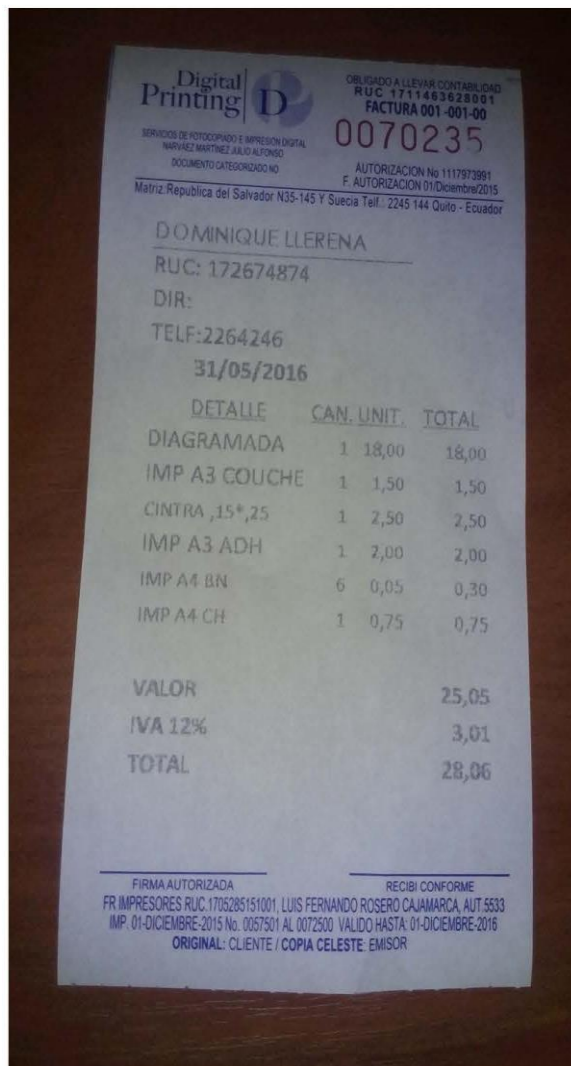 Digital
Printing D
SERVICIOS DE FOTOCOPIADO E IMPRESIÓN DIGITAL
NARVÁEZ MARTÍNEZ JULIO ALFONSO
DOCUMENTO CATEGORIZADO NO
OBLIGADO A LLEVAR CONTABILIDAD
RUC 1711463628001
FACTURA 001 -001-00
0070235
AUTORIZACION No 1117973991
F. AUTORIZACION 01/Diciembre/2015
Matriz:Republica del Salvador N35-145 Y Suecia Telf.: 2245 144 Quito - Ecuador
DOMINIQUE LLERENA
RUC: 172674874
DIR:
TELF:2264246
31/05/2016
DETALLE CAN. UNIT. TOTAL
DIAGRAMADA 1 18,00 18,00
IMP A3 COUCHE 1 1,50 1,50
CINTRA ,15*,25 1 2,50 2,50
IMP A3 ADH 1 2,00 2,00
IMP A4 BN 6 0,05 0,30
IMP A4 CH 1 0,75 0,75
VALOR 25,05
IVA 12% 3,01
TOTAL 28,06
FIRMA AUTORIZADA RECIBI CONFORME
FR IMPRESORES RUC.1705285151001, LUIS FERNANDO ROSERO CAJAMARCA, AUT.5533
IMP. 01-DICIEMBRE-2015 No. 0057501 AL 0072500 VALIDO HASTA: 01-DICIEMBRE-2016
ORIGINAL: CLIENTE / COPIA CELESTE: EMISOR